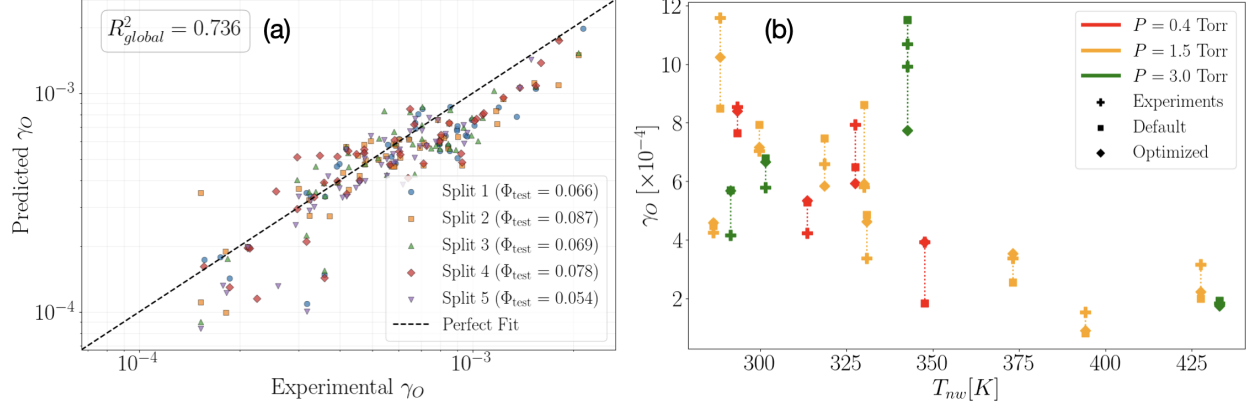 (a)
R²global = 0.736
Predicted γO
10⁻³
10⁻⁴
10⁻⁴
10⁻³
Experimental γO
Split 1 (Φtest = 0.066)
Split 2 (Φtest = 0.087)
Split 3 (Φtest = 0.069)
Split 4 (Φtest = 0.078)
Split 5 (Φtest = 0.054)
Perfect Fit
(b)
γO [×10⁻⁴]
12
10
8
6
4
2
300
325
350
375
400
425
Tnw[K]
P = 0.4 Torr
P = 1.5 Torr
P = 3.0 Torr
Experiments
Default
Optimized